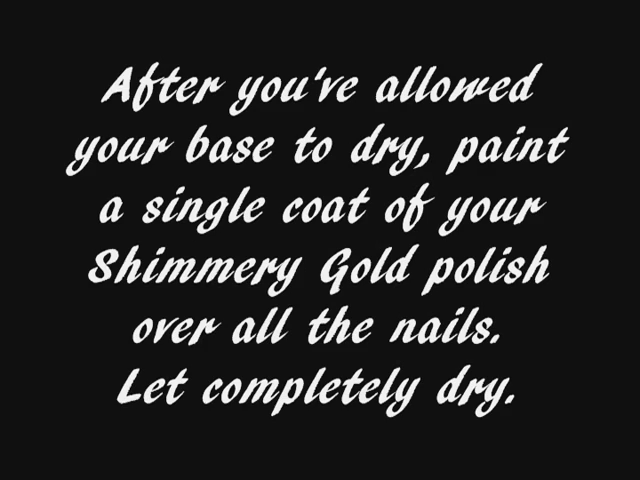 After you've allowed
your base to dry, paint
a single coat of your
Shimmery Gold polish
over all the nails.
Let completely dry.